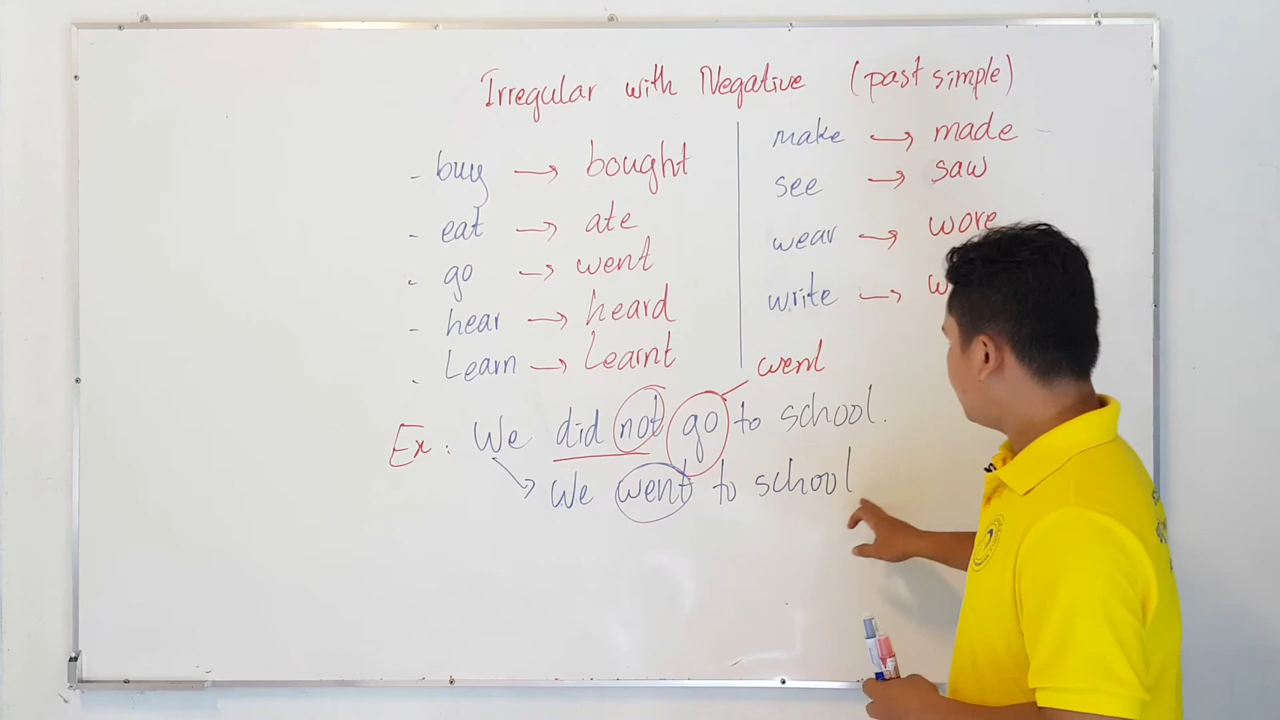 Irregular with Negative (past simple)
- buy → bought
- eat → ate
- go → went
- hear → heard
- Learn → Learnt
make → made
see → saw
wear → wore
write →
went
Ex: We did not go to school.
→ We went to school